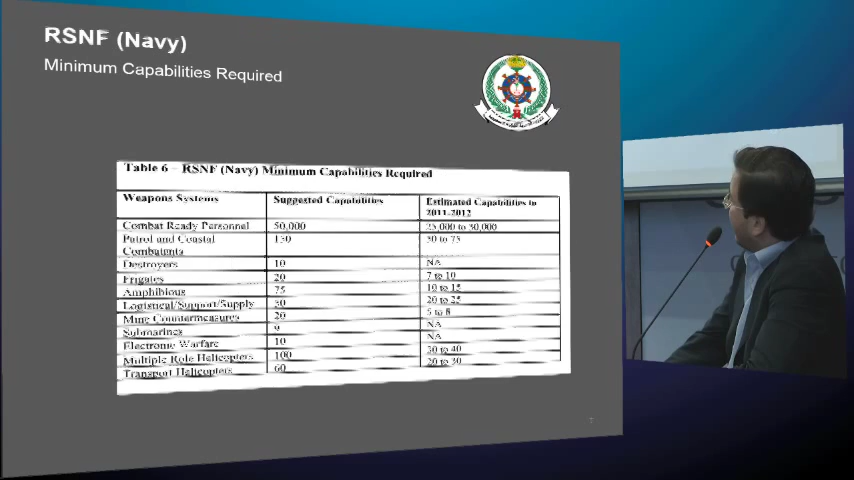 RSNF (Navy)
Minimum Capabilities Required
Table 6 – RSNF (Navy) Minimum Capabilities Required
Weapons Systems Suggested Capabilities Estimated Capabilities in
2011-2012
Combat Ready Personnel 50,000 25,000 to 30,000
Patrol and Coastal 150 50 to 75
Combatants
Destroyers 10 NA
Frigates 20 7 to 10
Amphibious 75 10 to 15
Logistical/Support/Supply 50 20 to 25
Mine Countermeasures 20 5 to 8
Submarines 9 NA
Electronic Warfare 10 NA
Multiple Role Helicopters 100 30 to 40
Transport Helicopters 60 20 to 30